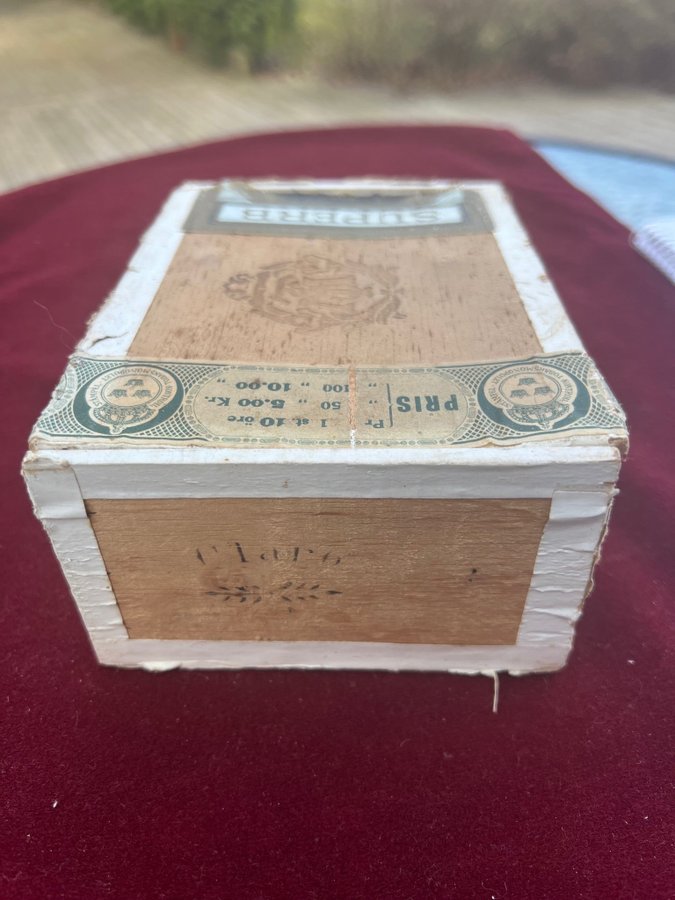 SUPERB
PRIS
Pr 1 st. 10 öre
„ 50 „ 5.00 Kr.
„ 100 „ 10.00 „
Claro